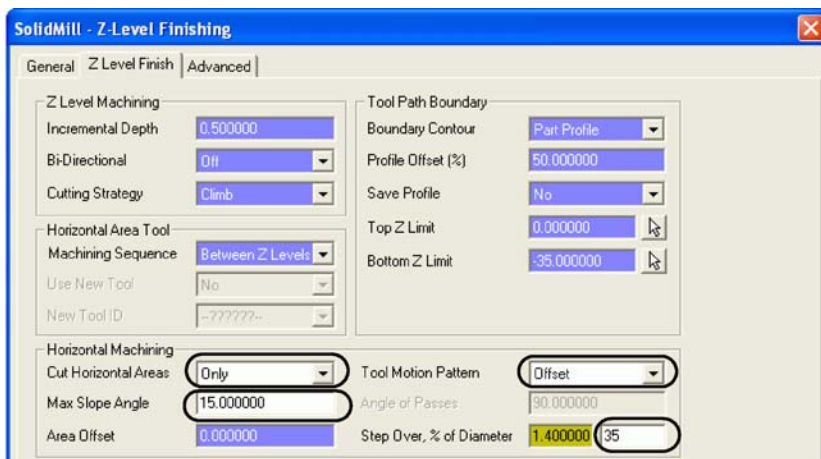 SolidMill - Z-Level Finishing
General Z Level Finish Advanced
Z Level Machining
Incremental Depth 0.500000
Bi-Directional Off
Cutting Strategy Climb
Horizontal Area Tool
Machining Sequence Between Z Levels
Use New Tool No
New Tool ID --??????--
Tool Path Boundary
Boundary Contour Part Profile
Profile Offset (%) 50.000000
Save Profile No
Top Z Limit 0.000000
Bottom Z Limit -35.000000
Horizontal Machining
Cut Horizontal Areas Only
Max Slope Angle 15.000000
Area Offset 0.000000
Tool Motion Pattern Offset
Angle of Passes 90.000000
Step Over, % of Diameter 1.400000 35